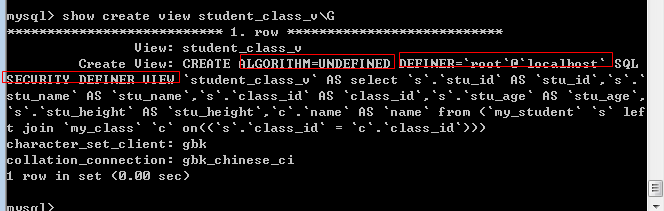 mysql> show create view student_class_v\G
*************************** 1. row ***************************
View: student_class_v
Create View: CREATE ALGORITHM=UNDEFINED DEFINER=`root`@`localhost` SQL
SECURITY DEFINER VIEW `student_class_v` AS select `s`.`stu_id` AS `stu_id`,`s`.`
stu_name` AS `stu_name`,`s`.`class_id` AS `class_id`,`s`.`stu_age` AS `stu_age`,
`s`.`stu_height` AS `stu_height`,`c`.`name` AS `name` from (`my_student` `s` lef
t join `my_class` `c` on((`s`.`class_id` = `c`.`class_id`)))
character_set_client: gbk
collation_connection: gbk_chinese_ci
1 row in set (0.00 sec)
mysql>